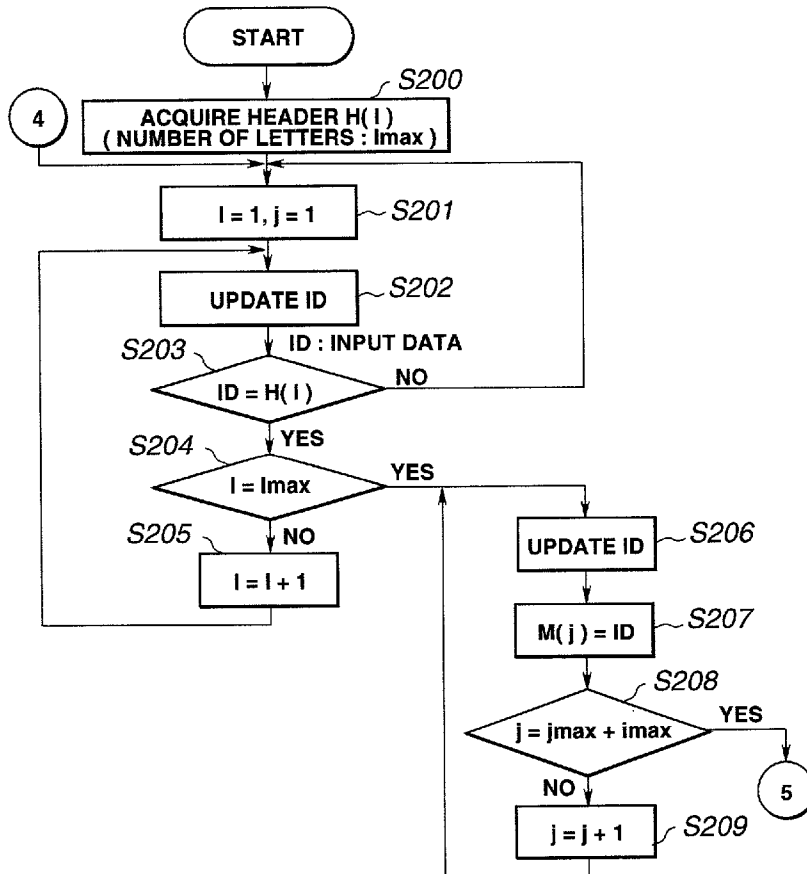 START
S200
4
ACQUIRE HEADER H( I )
( NUMBER OF LETTERS : Imax )
I = 1, j = 1
S201
UPDATE ID
S202
ID : INPUT DATA
S203
ID = H( I )
NO
YES
S204
I = Imax
YES
NO
S205
I = I + 1
UPDATE ID
S206
M( j ) = ID
S207
S208
j = jmax + imax
YES
NO
5
j = j + 1
S209